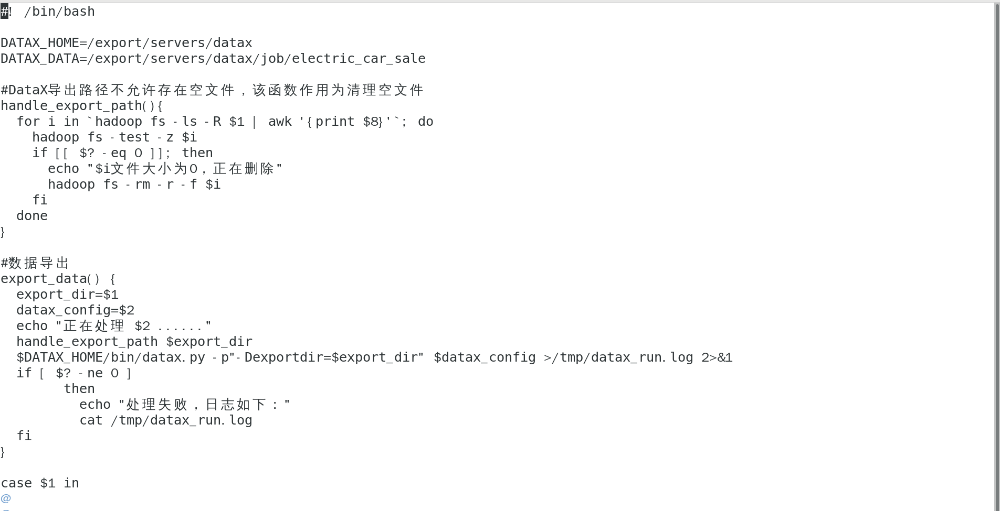 #! /bin/bash
DATAX_HOME=/export/servers/datax
DATAX_DATA=/export/servers/datax/job/electric_car_sale
#DataX导出路径不允许存在空文件，该函数作用为清理空文件
handle_export_path(){
  for i in `hadoop fs -ls -R $1 | awk '{print $8}'`; do
    hadoop fs -test -z $i
    if [[ $? -eq 0 ]]; then
      echo "$i文件大小为0，正在删除"
      hadoop fs -rm -r -f $i
    fi
  done
}
#数据导出
export_data() {
  export_dir=$1
  datax_config=$2
  echo "正在处理 $2 ......"
  handle_export_path $export_dir
  $DATAX_HOME/bin/datax.py -p"-Dexportdir=$export_dir" $datax_config >/tmp/datax_run.log 2>&1
  if [ $? -ne 0 ]
        then
          echo "处理失败，日志如下："
          cat /tmp/datax_run.log
  fi
}
case $1 in
@